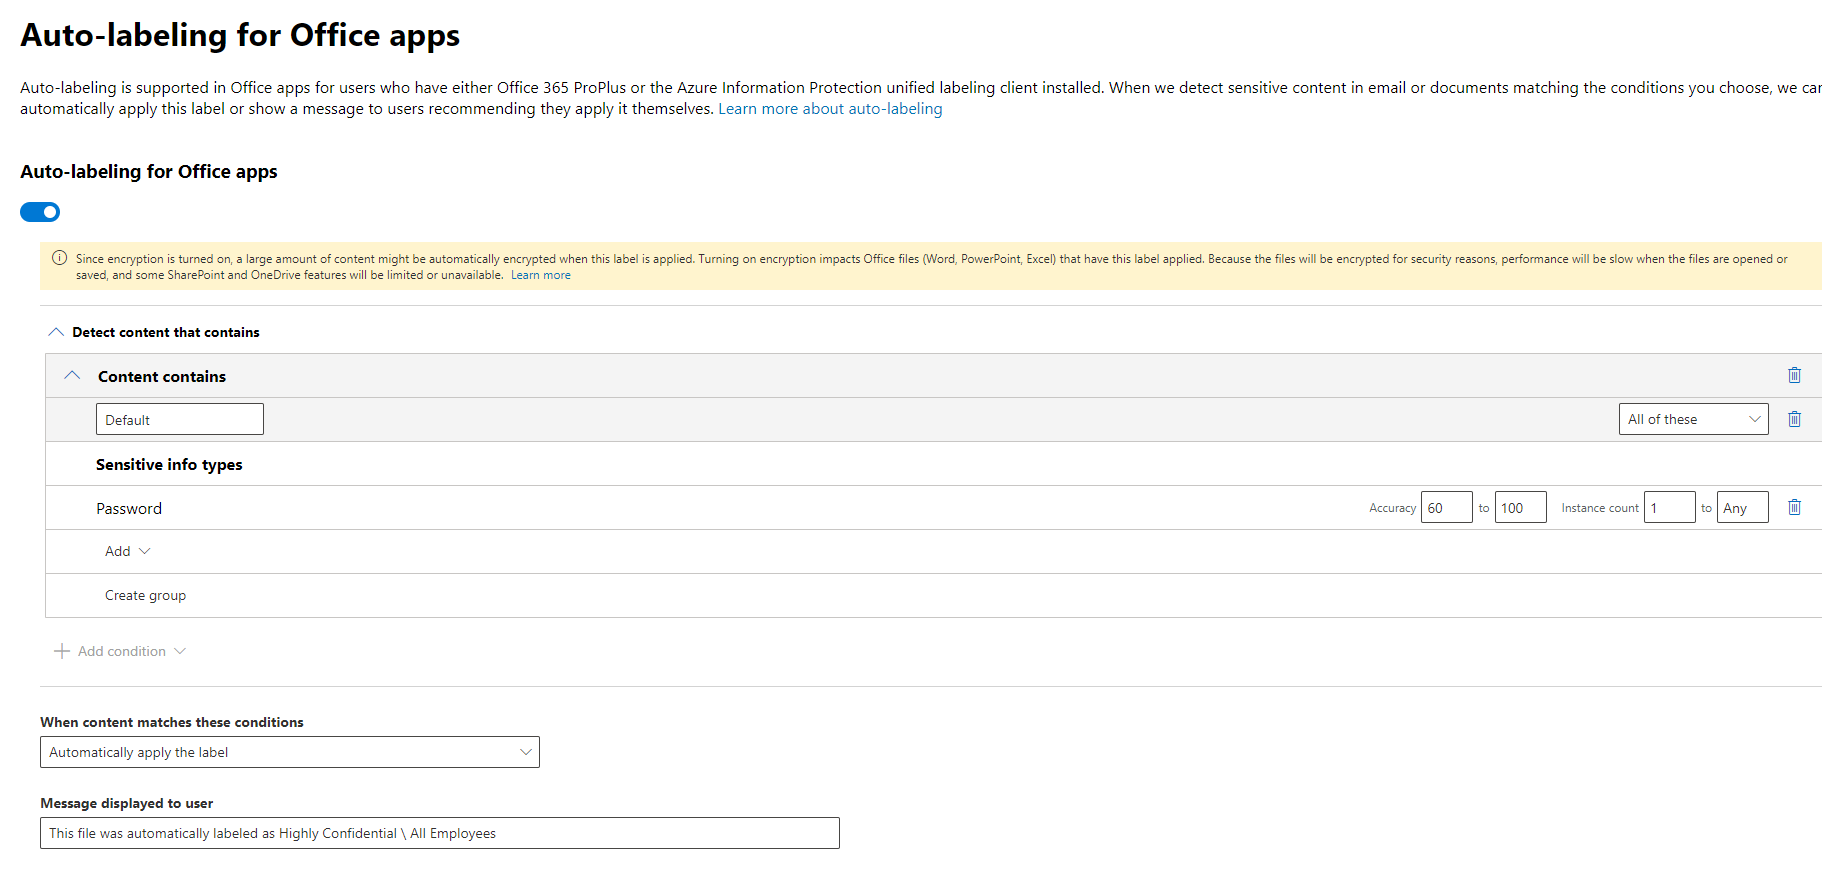 Auto-labeling for Office apps
Auto-labeling is supported in Office apps for users who have either Office 365 ProPlus or the Azure Information Protection unified labeling client installed. When we detect sensitive content in email or documents matching the conditions you choose, we can
automatically apply this label or show a message to users recommending they apply it themselves. Learn more about auto-labeling
Auto-labeling for Office apps
Since encryption is turned on, a large amount of content might be automatically encrypted when this label is applied. Turning on encryption impacts Office files (Word, PowerPoint, Excel) that have this label applied. Because the files will be encrypted for security reasons, performance will be slow when the files are opened or
saved, and some SharePoint and OneDrive features will be limited or unavailable. Learn more
Detect content that contains
Content contains
Default All of these
Sensitive info types
Password Accuracy 60 to 100 Instance count 1 to Any
Add
Create group
Add condition
When content matches these conditions
Automatically apply the label
Message displayed to user
This file was automatically labeled as Highly Confidential \ All Employees